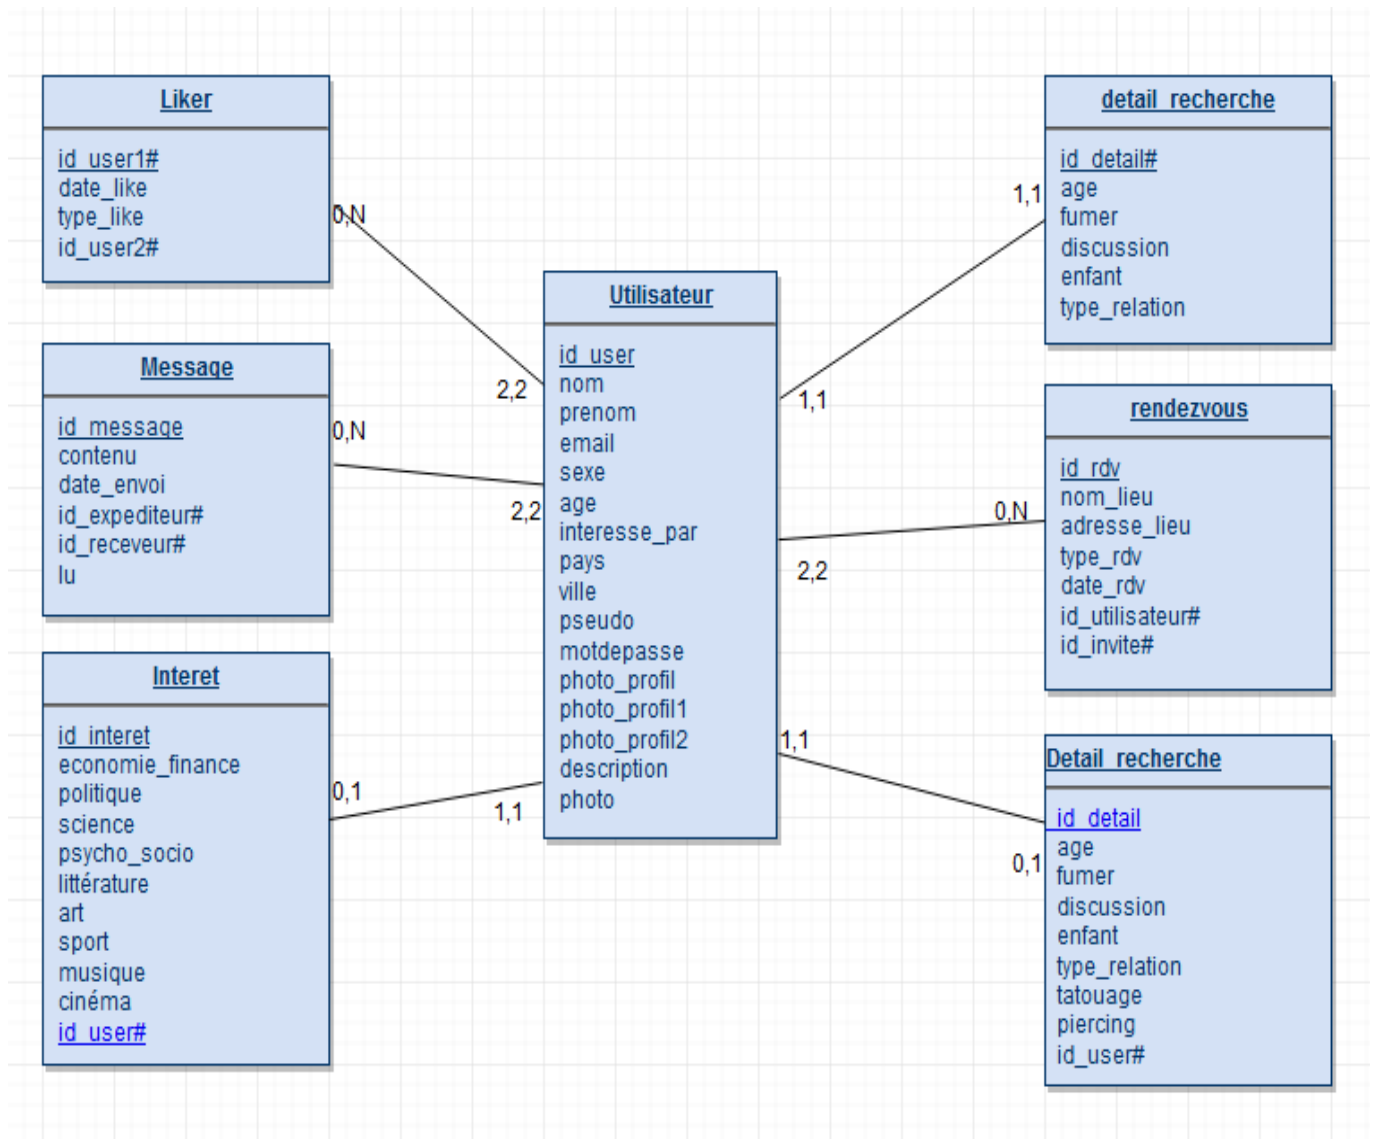 Liker
id_user1#
date_like
type_like
id_user2#
0,N
2,2
Message
id_message
contenu
date_envoi
id_expediteur#
id_receveur#
lu
0,N
2,2
Interet
id_interet
economie_finance
politique
science
psycho_socio
littérature
art
sport
musique
cinéma
id_user#
0,1
1,1
Utilisateur
id_user
nom
prenom
email
sexe
age
interesse_par
pays
ville
pseudo
motdepasse
photo_profil
photo_profil1
photo_profil2
description
photo
detail_recherche
id_detail#
age
fumer
discussion
enfant
type_relation
1,1
1,1
rendezvous
id_rdv
nom_lieu
adresse_lieu
type_rdv
date_rdv
id_utilisateur#
id_invite#
0,N
2,2
Detail_recherche
id_detail
age
fumer
discussion
enfant
type_relation
tatouage
piercing
id_user#
1,1
0,1